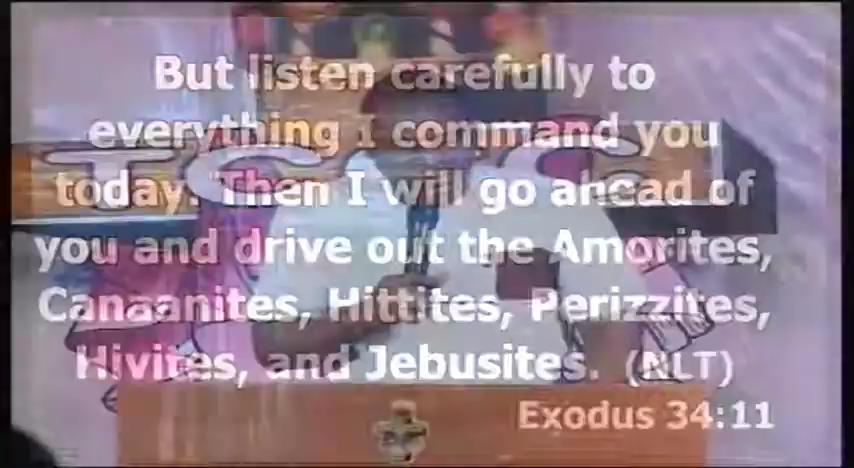 But listen carefully to
everything I command you
today. Then I will go ahead of
you and drive out the Amorites,
Canaanites, Hittites, Perizzites,
Hivites, and Jebusites. (NLT)
Exodus 34:11